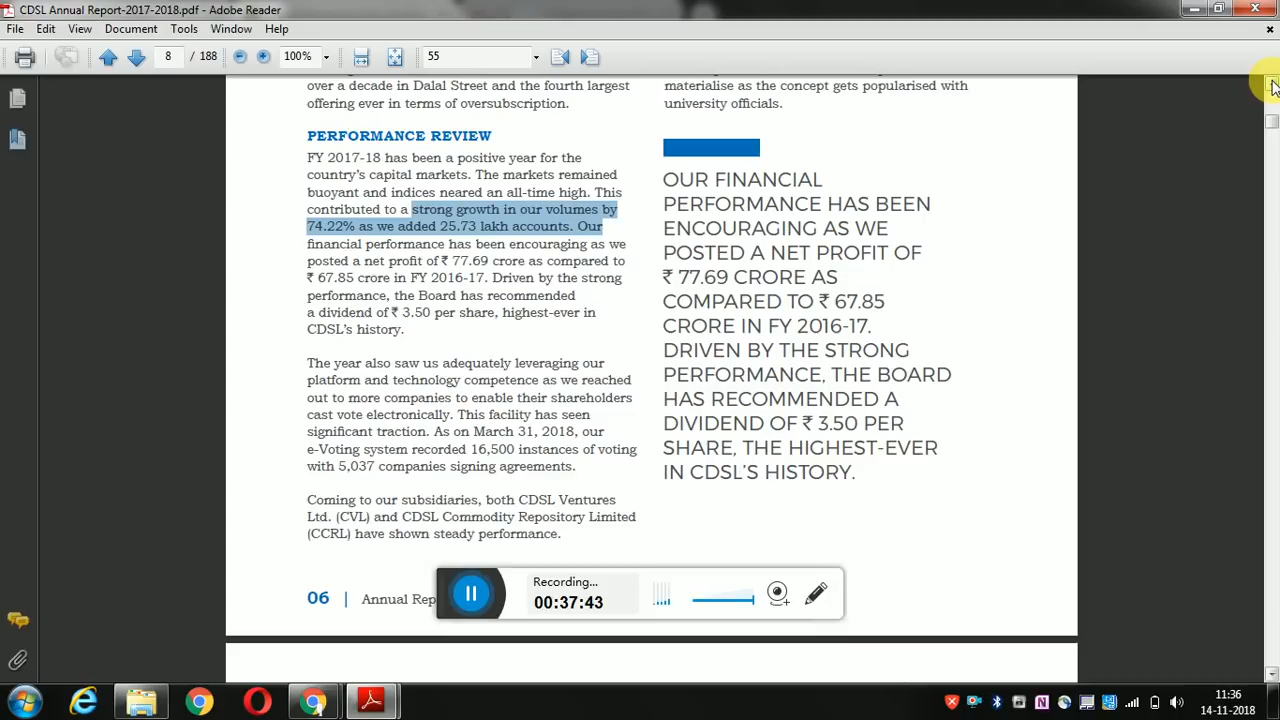 CDSL Annual Report-2017-2018.pdf - Adobe Reader
File Edit View Document Tools Window Help
8 / 188 100% 55
over a decade in Dalal Street and the fourth largest
offering ever in terms of oversubscription.
PERFORMANCE REVIEW
FY 2017-18 has been a positive year for the
country's capital markets. The markets remained
buoyant and indices neared an all-time high. This
contributed to a strong growth in our volumes by
74.22% as we added 25.73 lakh accounts. Our
financial performance has been encouraging as we
posted a net profit of ₹ 77.69 crore as compared to
₹ 67.85 crore in FY 2016-17. Driven by the strong
performance, the Board has recommended
a dividend of ₹ 3.50 per share, highest-ever in
CDSL's history.
The year also saw us adequately leveraging our
platform and technology competence as we reached
out to more companies to enable their shareholders
cast vote electronically. This facility has seen
significant traction. As on March 31, 2018, our
e-Voting system recorded 16,500 instances of voting
with 5,037 companies signing agreements.
Coming to our subsidiaries, both CDSL Ventures
Ltd. (CVL) and CDSL Commodity Repository Limited
(CCRL) have shown steady performance.
materialise as the concept gets popularised with
university officials.
OUR FINANCIAL
PERFORMANCE HAS BEEN
ENCOURAGING AS WE
POSTED A NET PROFIT OF
₹ 77.69 CRORE AS
COMPARED TO ₹ 67.85
CRORE IN FY 2016-17.
DRIVEN BY THE STRONG
PERFORMANCE, THE BOARD
HAS RECOMMENDED A
DIVIDEND OF ₹ 3.50 PER
SHARE, THE HIGHEST-EVER
IN CDSL'S HISTORY.
06 | Annual Rep
Recording...
00:37:43
11:36
14-11-2018